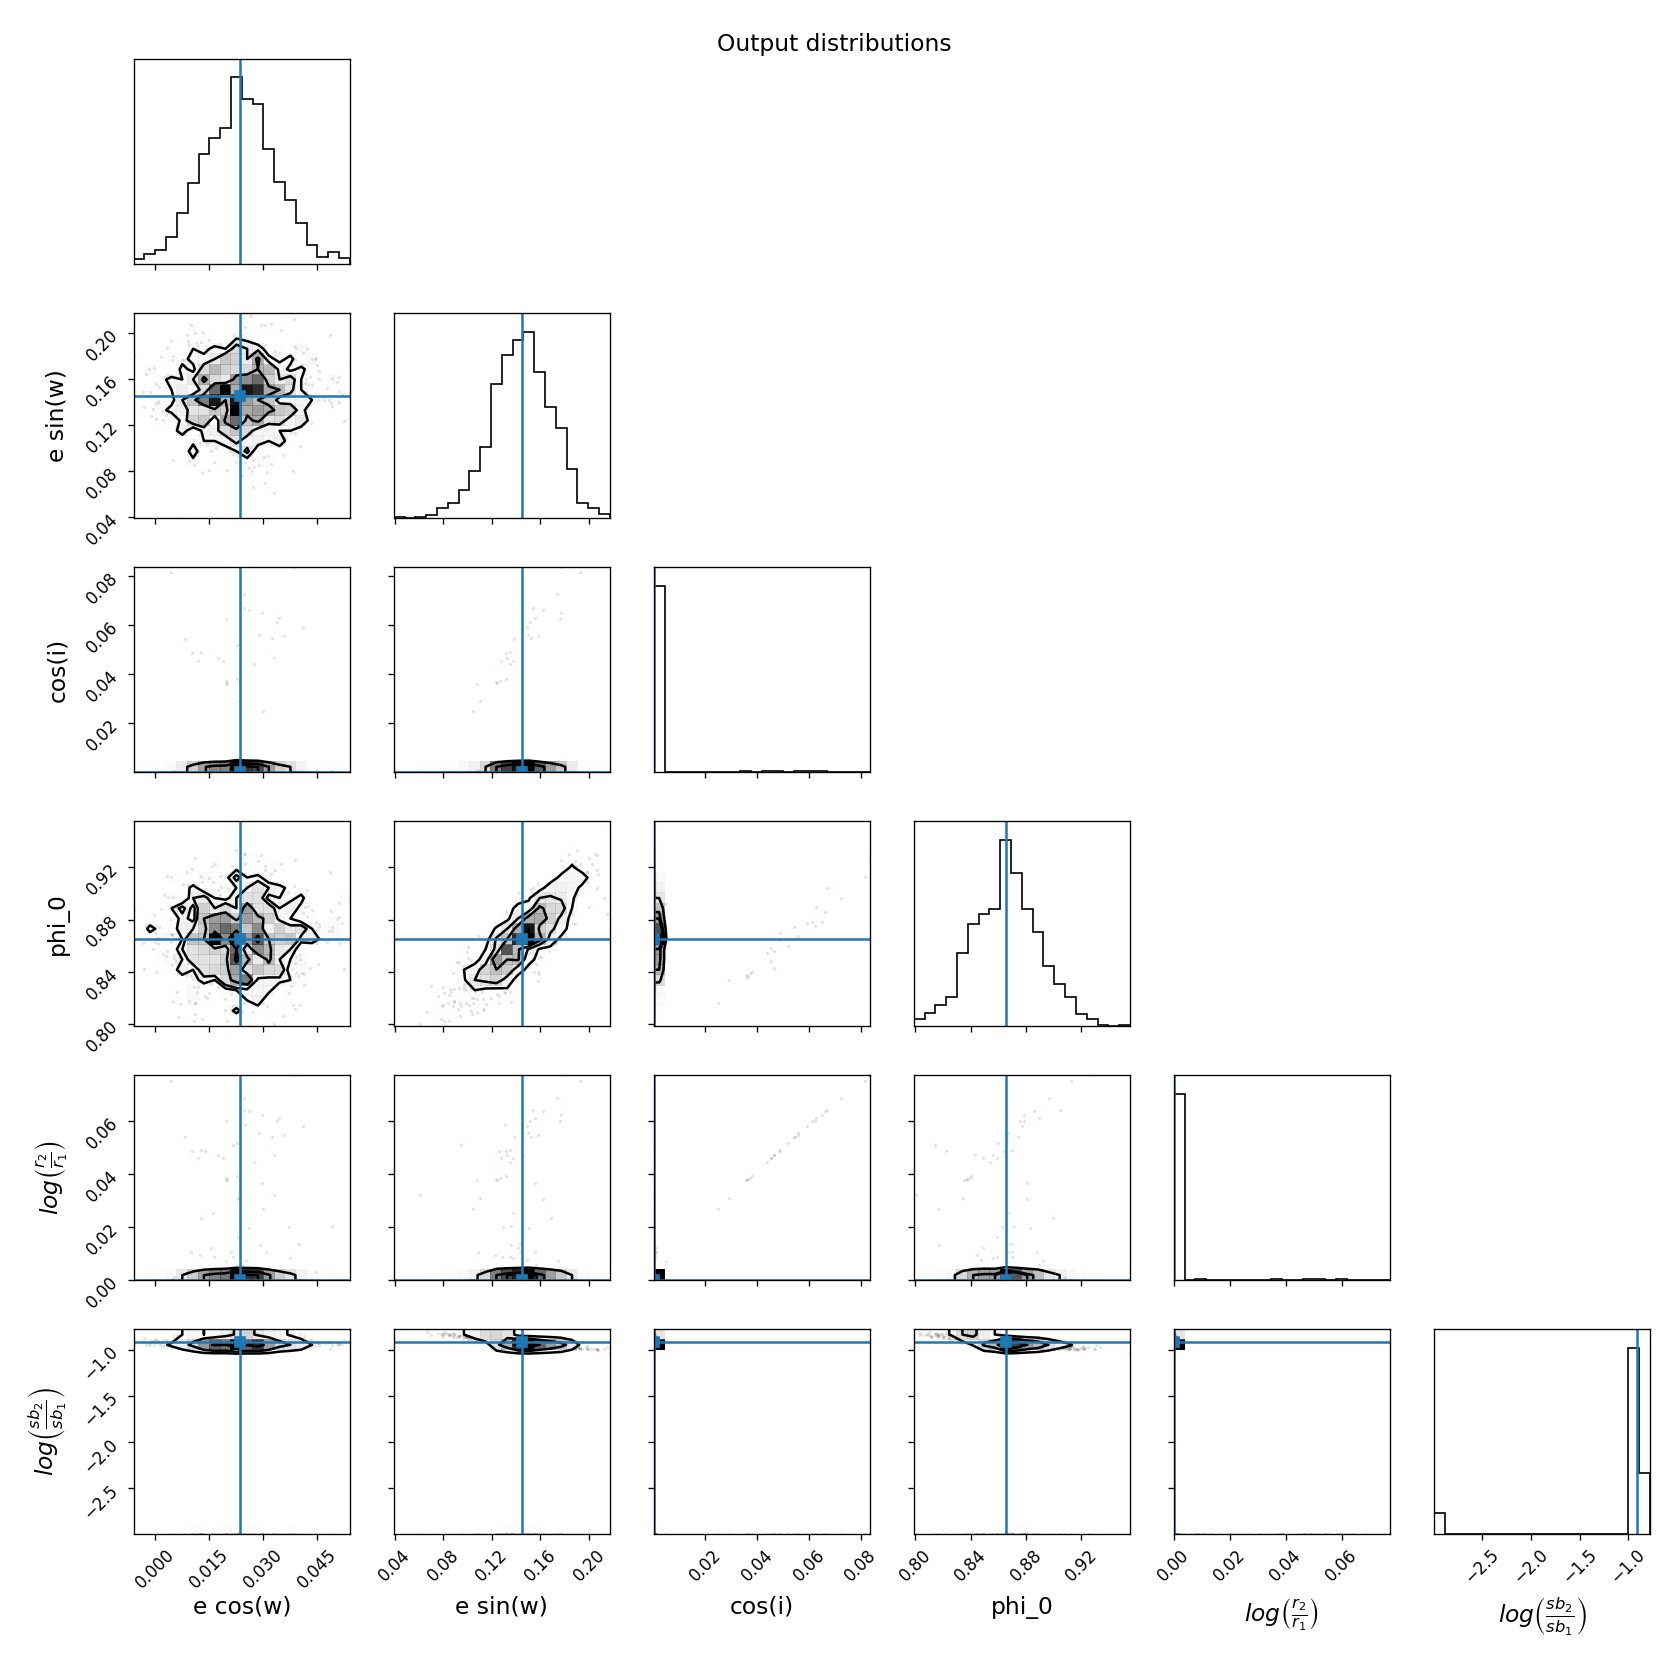 Output distributions
e sin(w)
0.20
0.16
0.12
0.08
0.04
cos(i)
0.08
0.06
0.04
0.02
phi_0
0.92
0.88
0.84
0.80
log(r₂/r₁)
0.06
0.04
0.02
0.00
log(sb₂/sb₁)
−1.0
−1.5
−2.0
−2.5
0.000 0.015 0.030 0.045 0.04 0.08 0.12 0.16 0.20 0.02 0.04 0.06 0.08 0.80 0.84 0.88 0.92 0.00 0.02 0.04 0.06 −2.5 −2.0 −1.5 −1.0
e cos(w) e sin(w) cos(i) phi_0 log(r₂/r₁) log(sb₂/sb₁)